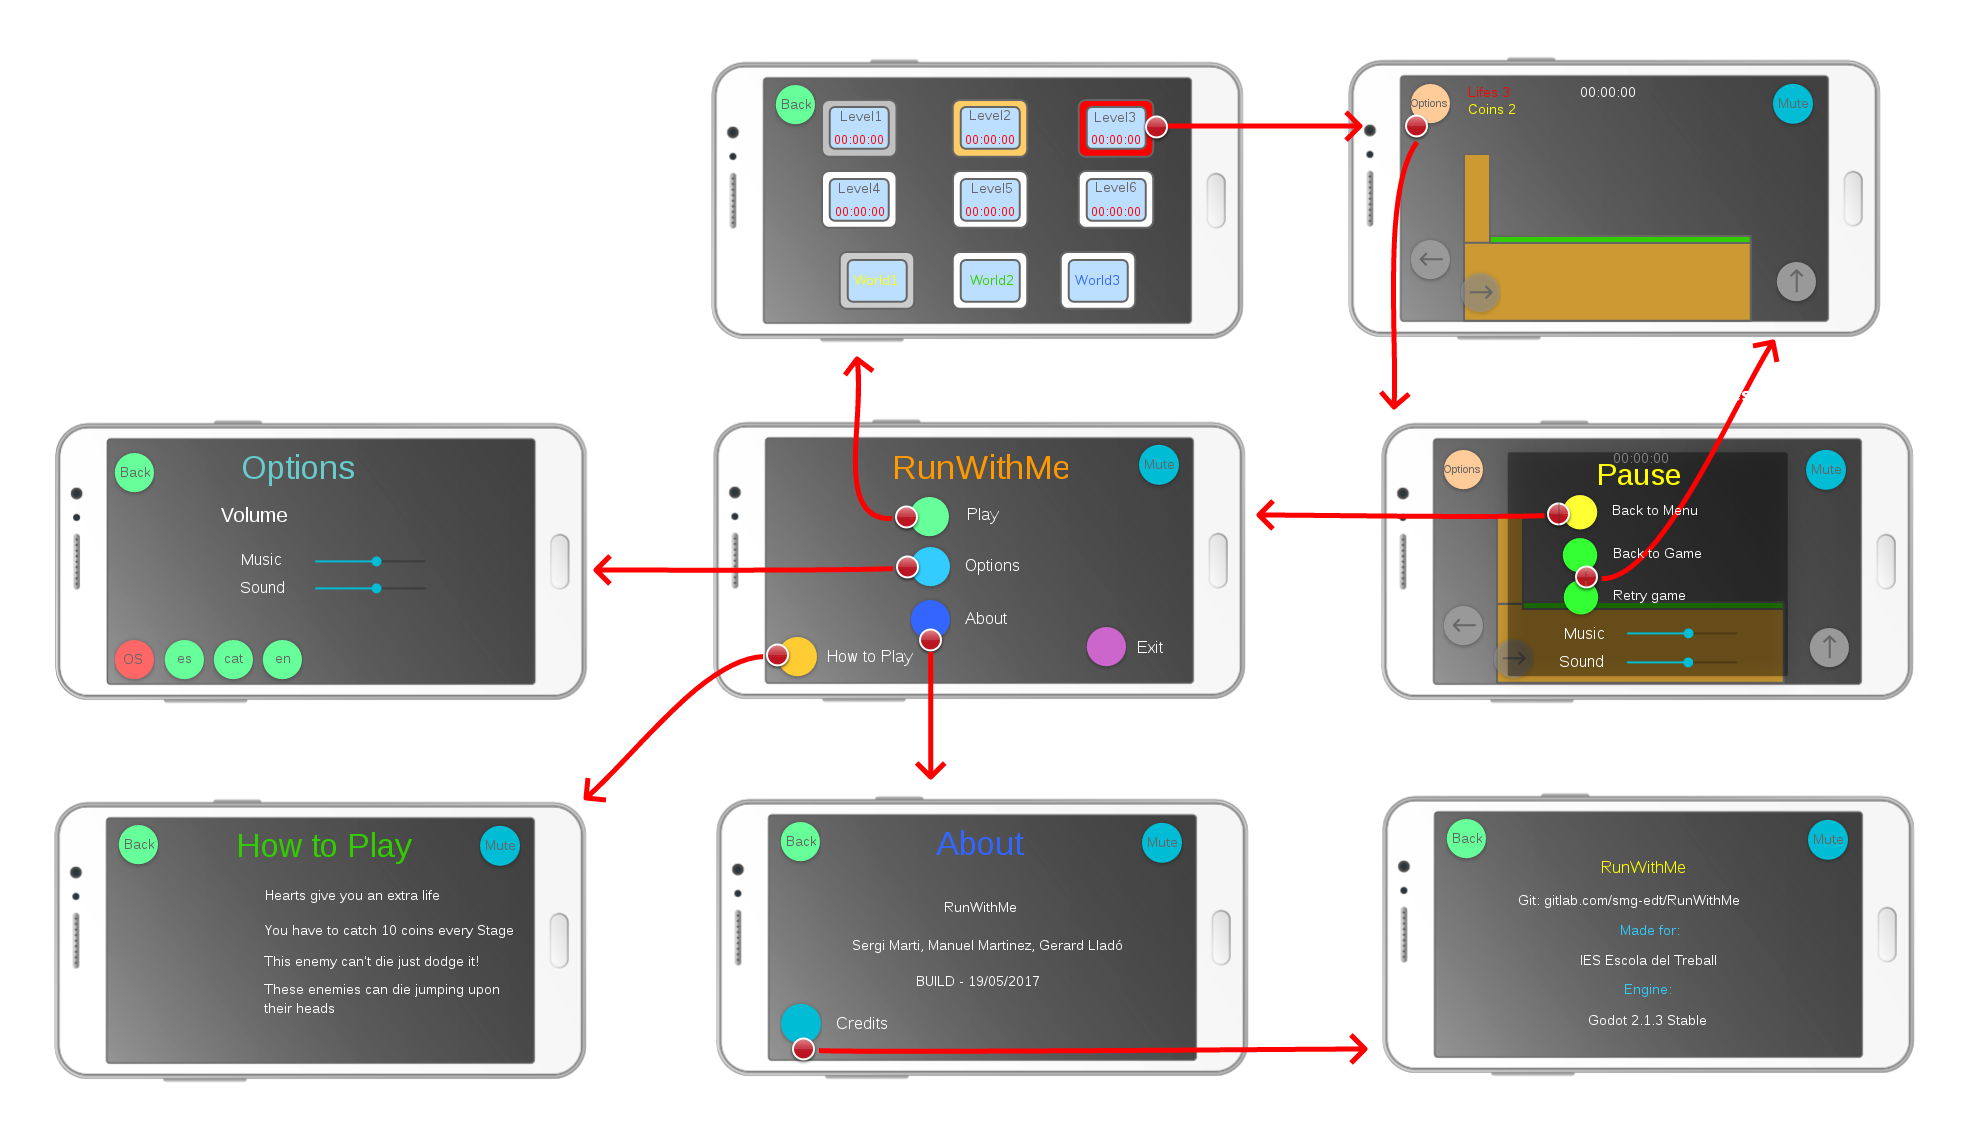 Back
Level1
00:00:00
Level2
00:00:00
Level3
00:00:00
Level4
00:00:00
Level5
00:00:00
Level6
00:00:00
World1
World2
World3
Options
Lifes 3
Coins 2
00:00:00
Mute
Back
Options
Volume
Music
Sound
OS
es
cat
en
RunWithMe
Mute
Play
Options
About
How to Play
Exit
Options
00:00:00
Pause
Mute
Back to Menu
Back to Game
Retry game
Music
Sound
Back
How to Play
Mute
Hearts give you an extra life
You have to catch 10 coins every Stage
This enemy can't die just dodge it!
These enemies can die jumping upon
their heads
Back
About
Mute
RunWithMe
Sergi Marti, Manuel Martinez, Gerard Lladó
BUILD - 19/05/2017
Credits
Back
Mute
RunWithMe
Git: gitlab.com/smg-edt/RunWithMe
Made for:
IES Escola del Treball
Engine:
Godot 2.1.3 Stable